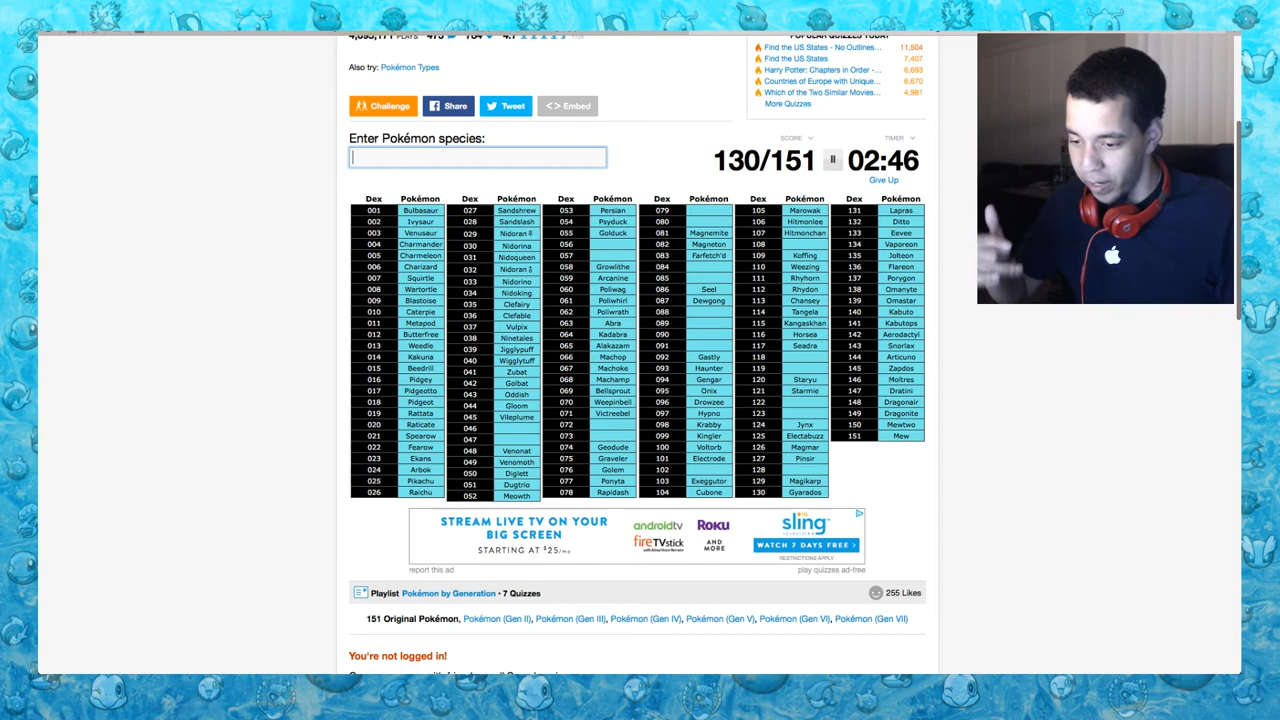 POPULAR QUIZZES TODAY
Find the US States - No Outlines... 11,504
Find the US States 7,407
Harry Potter: Chapters in Order -... 6,693
Countries of Europe with Unique... 6,670
Which of the Two Similar Movies... 4,981
More Quizzes
Also try: Pokémon Types
Challenge Share Tweet <> Embed
Enter Pokémon species:
SCORE TIMER
130/151 02:46
Give Up
Dex Pokémon Dex Pokémon Dex Pokémon Dex Pokémon Dex Pokémon Dex Pokémon
001 Bulbasaur 027 Sandshrew 053 Persian 079 105 Marowak 131 Lapras
002 Ivysaur 028 Sandslash 054 Psyduck 080 106 Hitmonlee 132 Ditto
003 Venusaur 029 Nidoran♀ 055 Golduck 081 Magnemite 107 Hitmonchan 133 Eevee
004 Charmander 030 Nidorina 056 082 Magneton 108 134 Vaporeon
005 Charmeleon 031 Nidoqueen 057 083 Farfetch'd 109 Koffing 135 Jolteon
006 Charizard 032 Nidoran♂ 058 Growlithe 084 110 Weezing 136 Flareon
007 Squirtle 033 Nidorino 059 Arcanine 085 111 Rhyhorn 137 Porygon
008 Wartortle 034 Nidoking 060 Poliwag 086 Seel 112 Rhydon 138 Omanyte
009 Blastoise 035 Clefairy 061 Poliwhirl 087 Dewgong 113 Chansey 139 Omastar
010 Caterpie 036 Clefable 062 Poliwrath 088 114 Tangela 140 Kabuto
011 Metapod 037 Vulpix 063 Abra 089 115 Kangaskhan 141 Kabutops
012 Butterfree 038 Ninetales 064 Kadabra 090 116 Horsea 142 Aerodactyl
013 Weedle 039 Jigglypuff 065 Alakazam 091 117 Seadra 143 Snorlax
014 Kakuna 040 Wigglytuff 066 Machop 092 Gastly 118 144 Articuno
015 Beedrill 041 Zubat 067 Machoke 093 Haunter 119 145 Zapdos
016 Pidgey 042 Golbat 068 Machamp 094 Gengar 120 Staryu 146 Moltres
017 Pidgeotto 043 Oddish 069 Bellsprout 095 Onix 121 Starmie 147 Dratini
018 Pidgeot 044 Gloom 070 Weepinbell 096 Drowzee 122 148 Dragonair
019 Rattata 045 Vileplume 071 Victreebel 097 Hypno 123 149 Dragonite
020 Raticate 046 072 098 Krabby 124 Jynx 150 Mewtwo
021 Spearow 047 073 099 Kingler 125 Electabuzz 151 Mew
022 Fearow 048 Venonat 074 Geodude 100 Voltorb 126 Magmar
023 Ekans 049 Venomoth 075 Graveler 101 Electrode 127 Pinsir
024 Arbok 050 Diglett 076 Golem 102 128
025 Pikachu 051 Dugtrio 077 Ponyta 103 Exeggutor 129 Magikarp
026 Raichu 052 Meowth 078 Rapidash 104 Cubone 130 Gyarados
STREAM LIVE TV ON YOUR
BIG SCREEN
STARTING AT $25/mo
androidtv Roku
fireTVstick AND MORE
sling
TELEVISION
WATCH 7 DAYS FREE >
RESTRICTIONS APPLY
report this ad play quizzes ad-free
Playlist Pokémon by Generation • 7 Quizzes 255 Likes
151 Original Pokémon, Pokémon (Gen II), Pokémon (Gen III), Pokémon (Gen IV), Pokémon (Gen V), Pokémon (Gen VI), Pokémon (Gen VII)
You're not logged in!